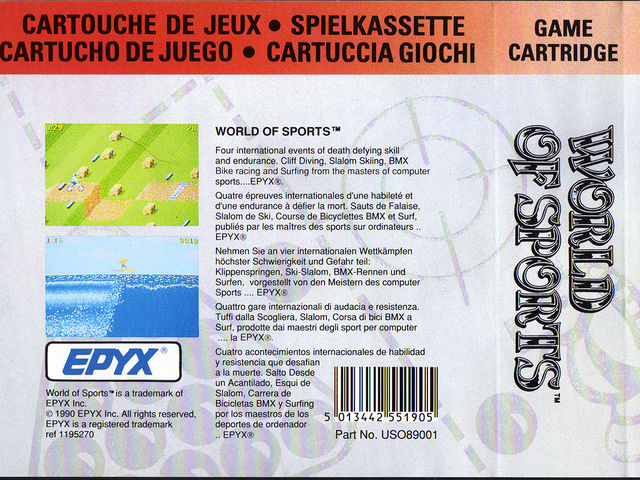 CARTOUCHE DE JEUX • SPIELKASSETTE
CARTUCHO DE JUEGO • CARTUCCIA GIOCHI
GAME
CARTRIDGE
WORLD OF SPORTS™
Four international events of death defying skill
and endurance. Cliff Diving, Slalom Skiing, BMX
Bike racing and Surfing from the masters of computer
sports....EPYX®.
Quatre épreuves internationales d'une habileté et
d'une endurance à défier la mort. Sauts de Falaise,
Slalom de Ski, Course de Bicyclettes BMX et Surf,
publiés par les maîtres des sports sur ordinateurs ..
EPYX®
Nehmen Sie an vier internationalen Wettkämpfen
höchster Schwierigkeit und Gefahr teil:
Klippenspringen, Ski-Slalom, BMX-Rennen und
Surfen, vorgestellt von den Meistern des computer
Sports .... EPYX®
Quattro gare internazionali di audacia e resistenza.
Tuffi dalla Scogliera, Slalom, Corsa di bici BMX a
Surf, prodotte dai maestri degli sport per computer
.... la EPYX®.
Cuatro acontecimientos internacionales de habilidad
y resistencia que desafian
a la muerte. Salto Desde
un Acantilado, Esqui de
Slalom, Carrera de
Bicicletas BMX y Surfing
por los maestros de los
deportes de ordenador
.. EPYX®
EPYX®
World of Sports™ is a trademark of
EPYX Inc.
© 1990 EPYX Inc. All rights reserved,
EPYX is a registered trademark
ref 1195270
5 013442 551905
Part No. USO89001
WORLD
OF SPORTS™